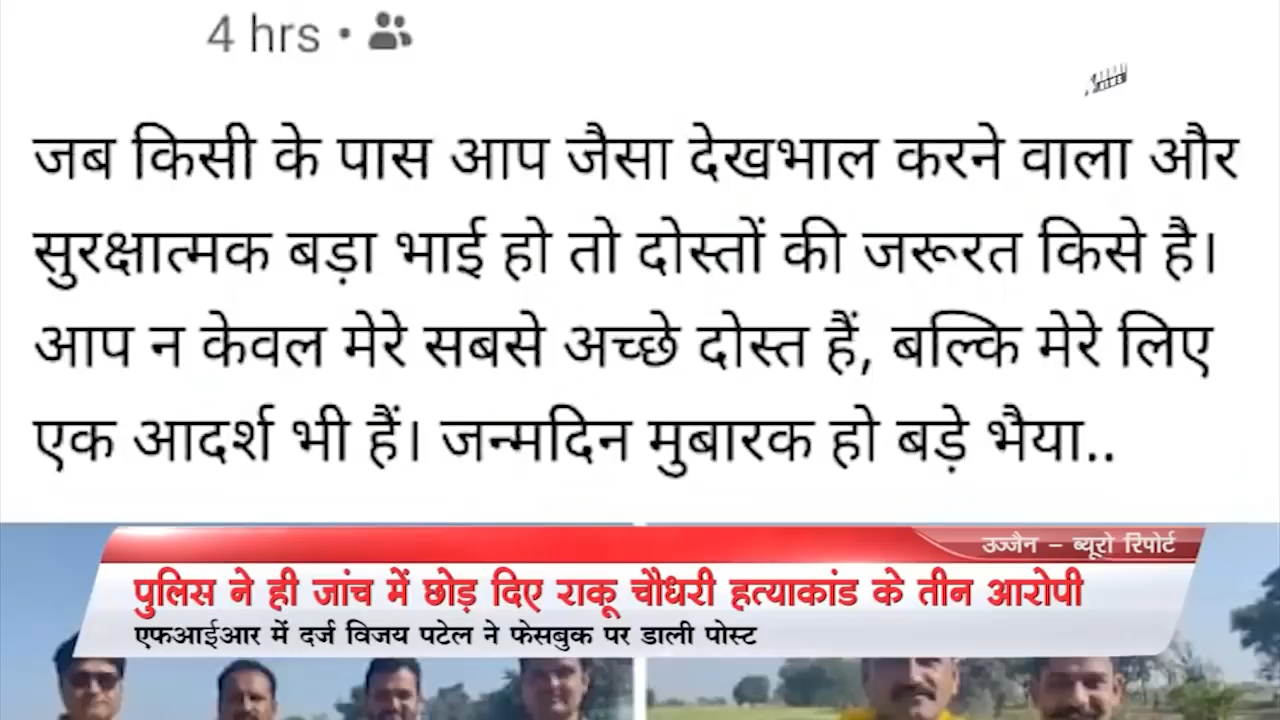 4 hrs •
NEWS
जब किसी के पास आप जैसा देखभाल करने वाला और
सुरक्षात्मक बड़ा भाई हो तो दोस्तों की जरूरत किसे है।
आप न केवल मेरे सबसे अच्छे दोस्त हैं, बल्कि मेरे लिए
एक आदर्श भी हैं। जन्मदिन मुबारक हो बड़े भैया..
उज्जैन – ब्यूरो रिपोर्ट
पुलिस ने ही जांच में छोड़ दिए राकू चौधरी हत्याकांड के तीन आरोपी
एफआईआर में दर्ज विजय पटेल ने फेसबुक पर डाली पोस्ट